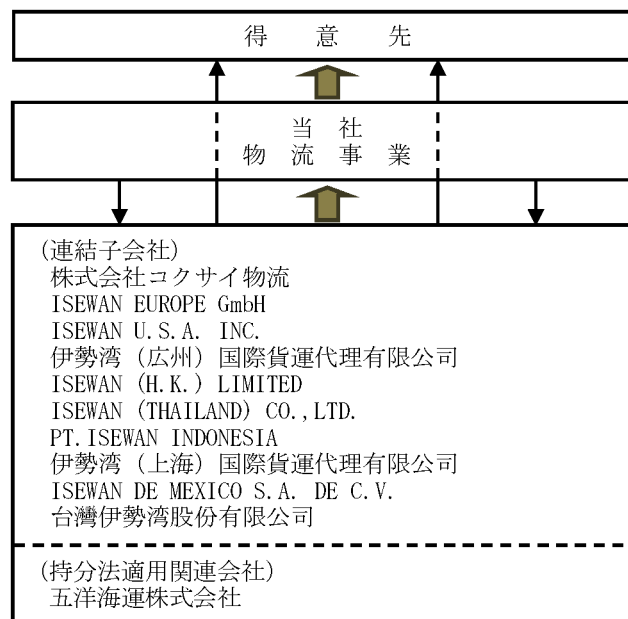 得意先
当社
物流事業
(連結子会社)
株式会社コクサイ物流
ISEWAN EUROPE GmbH
ISEWAN U.S.A. INC.
伊勢湾（広州）国際貨運代理有限公司
ISEWAN (H.K.) LIMITED
ISEWAN (THAILAND) CO.,LTD.
PT.ISEWAN INDONESIA
伊勢湾（上海）国際貨運代理有限公司
ISEWAN DE MEXICO S.A. DE C.V.
台灣伊勢湾股份有限公司
(持分法適用関連会社)
五洋海運株式会社